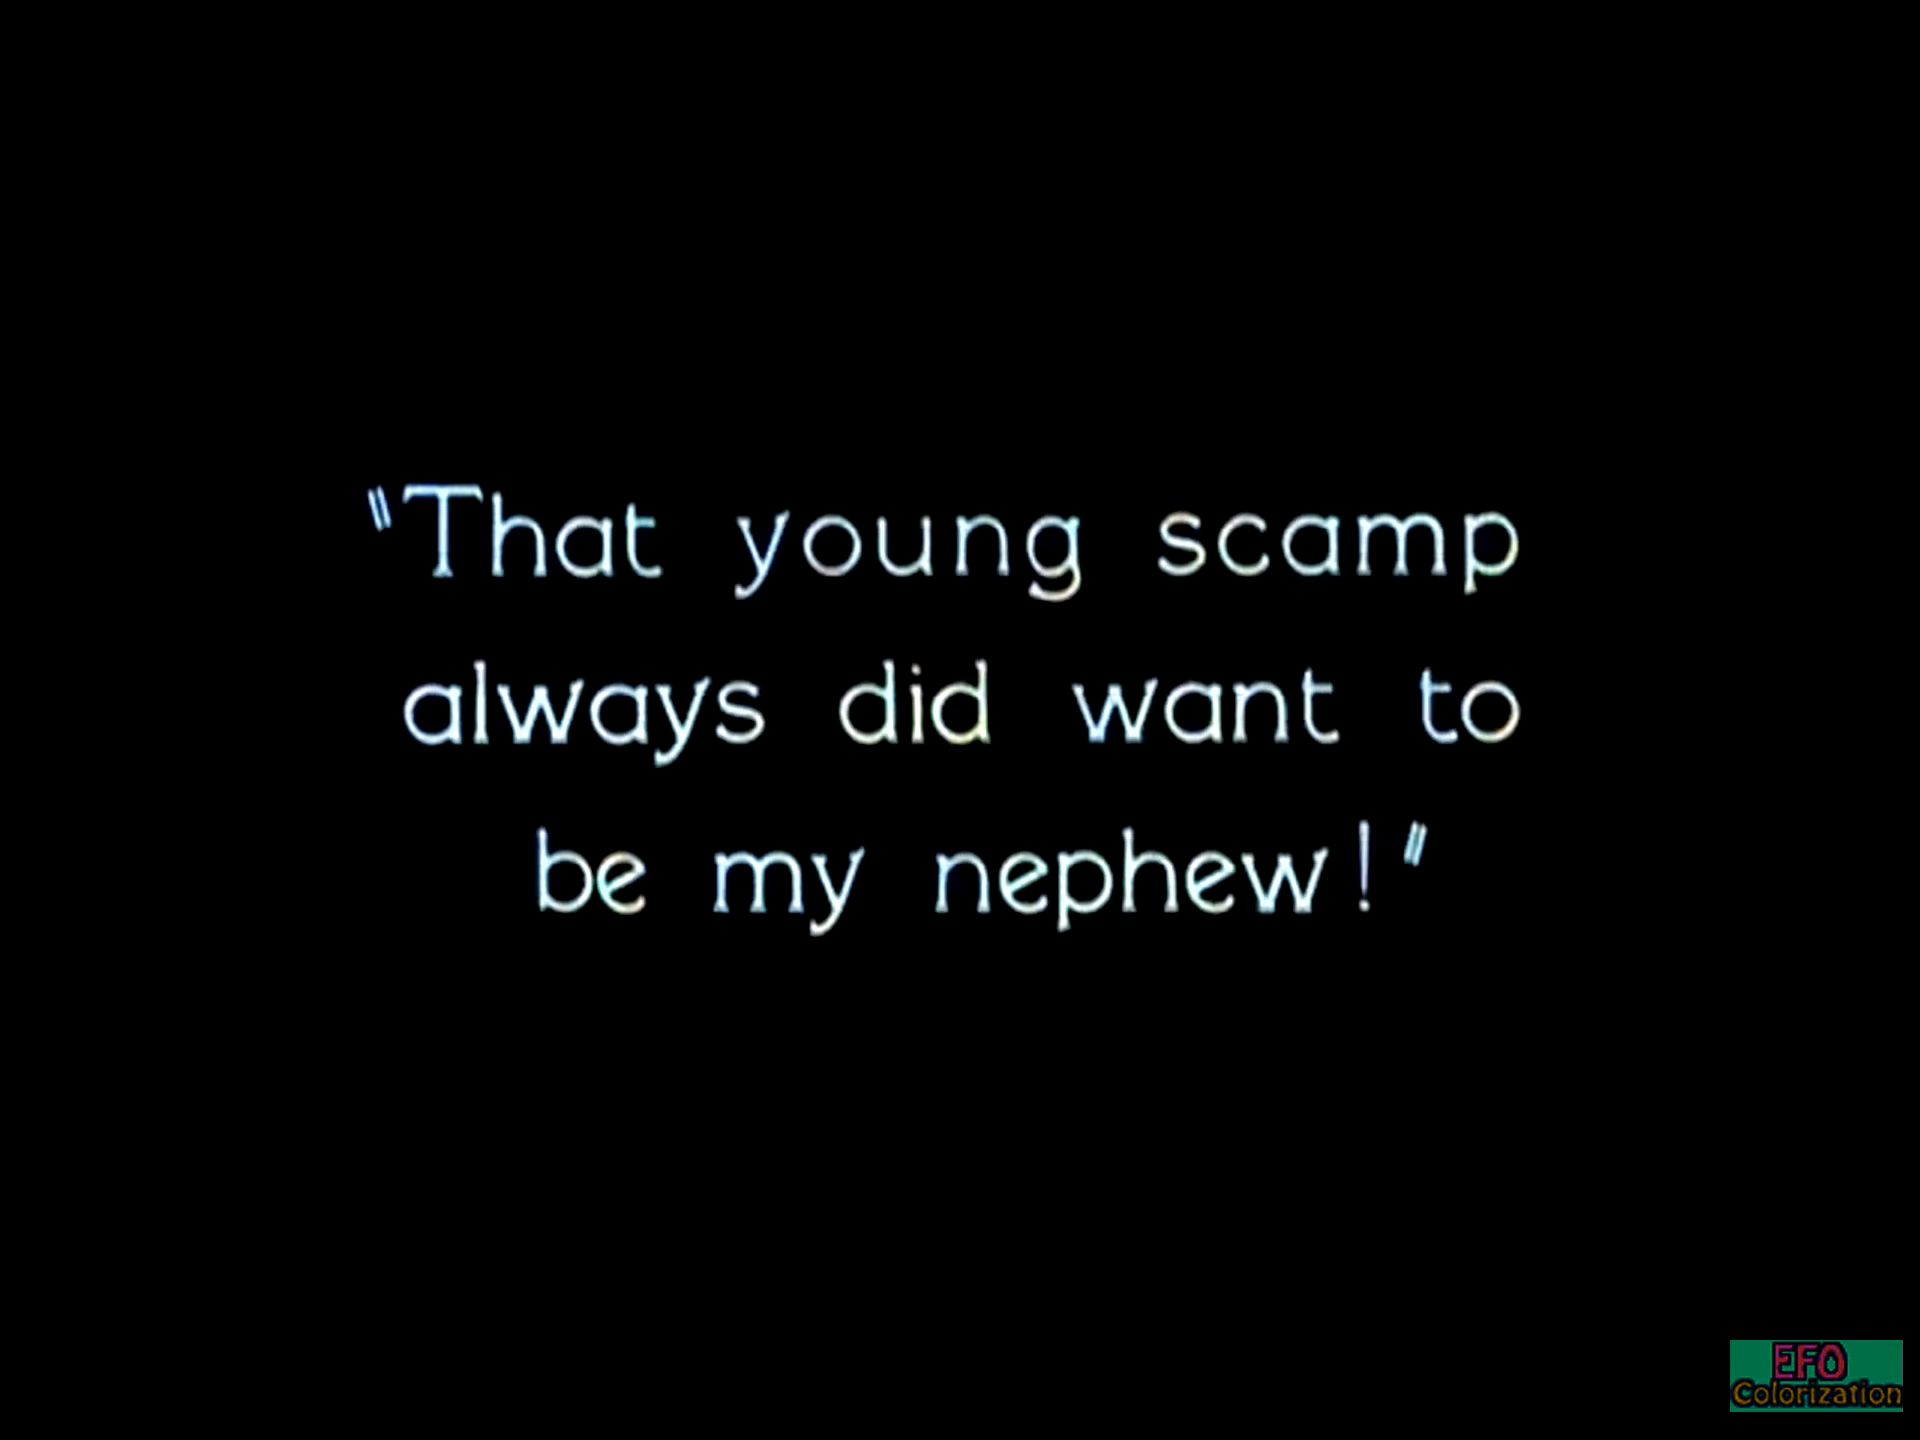 "That young scamp
always did want to
be my nephew!"
EFO
Colorization